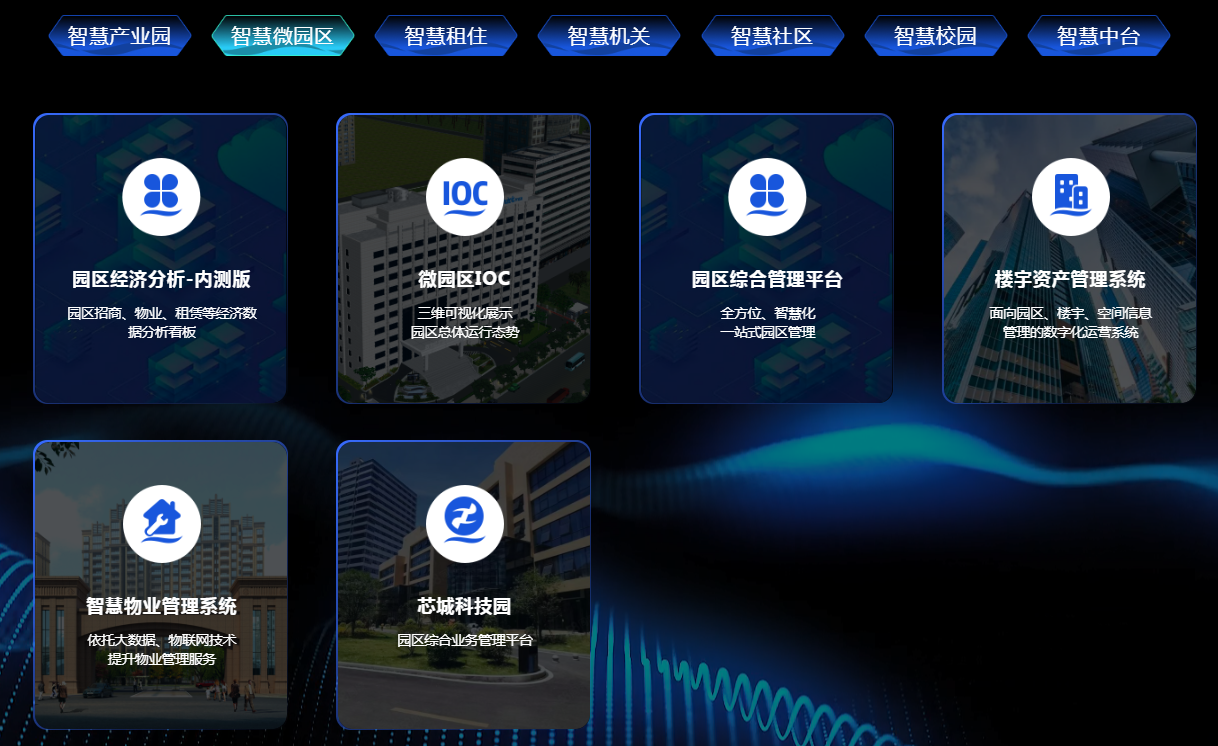 智慧产业园
智慧微园区
智慧租住
智慧机关
智慧社区
智慧校园
智慧中台
园区经济分析-内测版
园区招商、物业、租赁等经济数
据分析看板
IOC
微园区IOC
三维可视化展示
园区总体运行态势
园区综合管理平台
全方位、智慧化
一站式园区管理
楼宇资产管理系统
面向园区、楼宇、空间信息
管理的数字化运营系统
智慧物业管理系统
依托大数据、物联网技术
提升物业管理服务
芯城科技园
园区综合业务管理平台